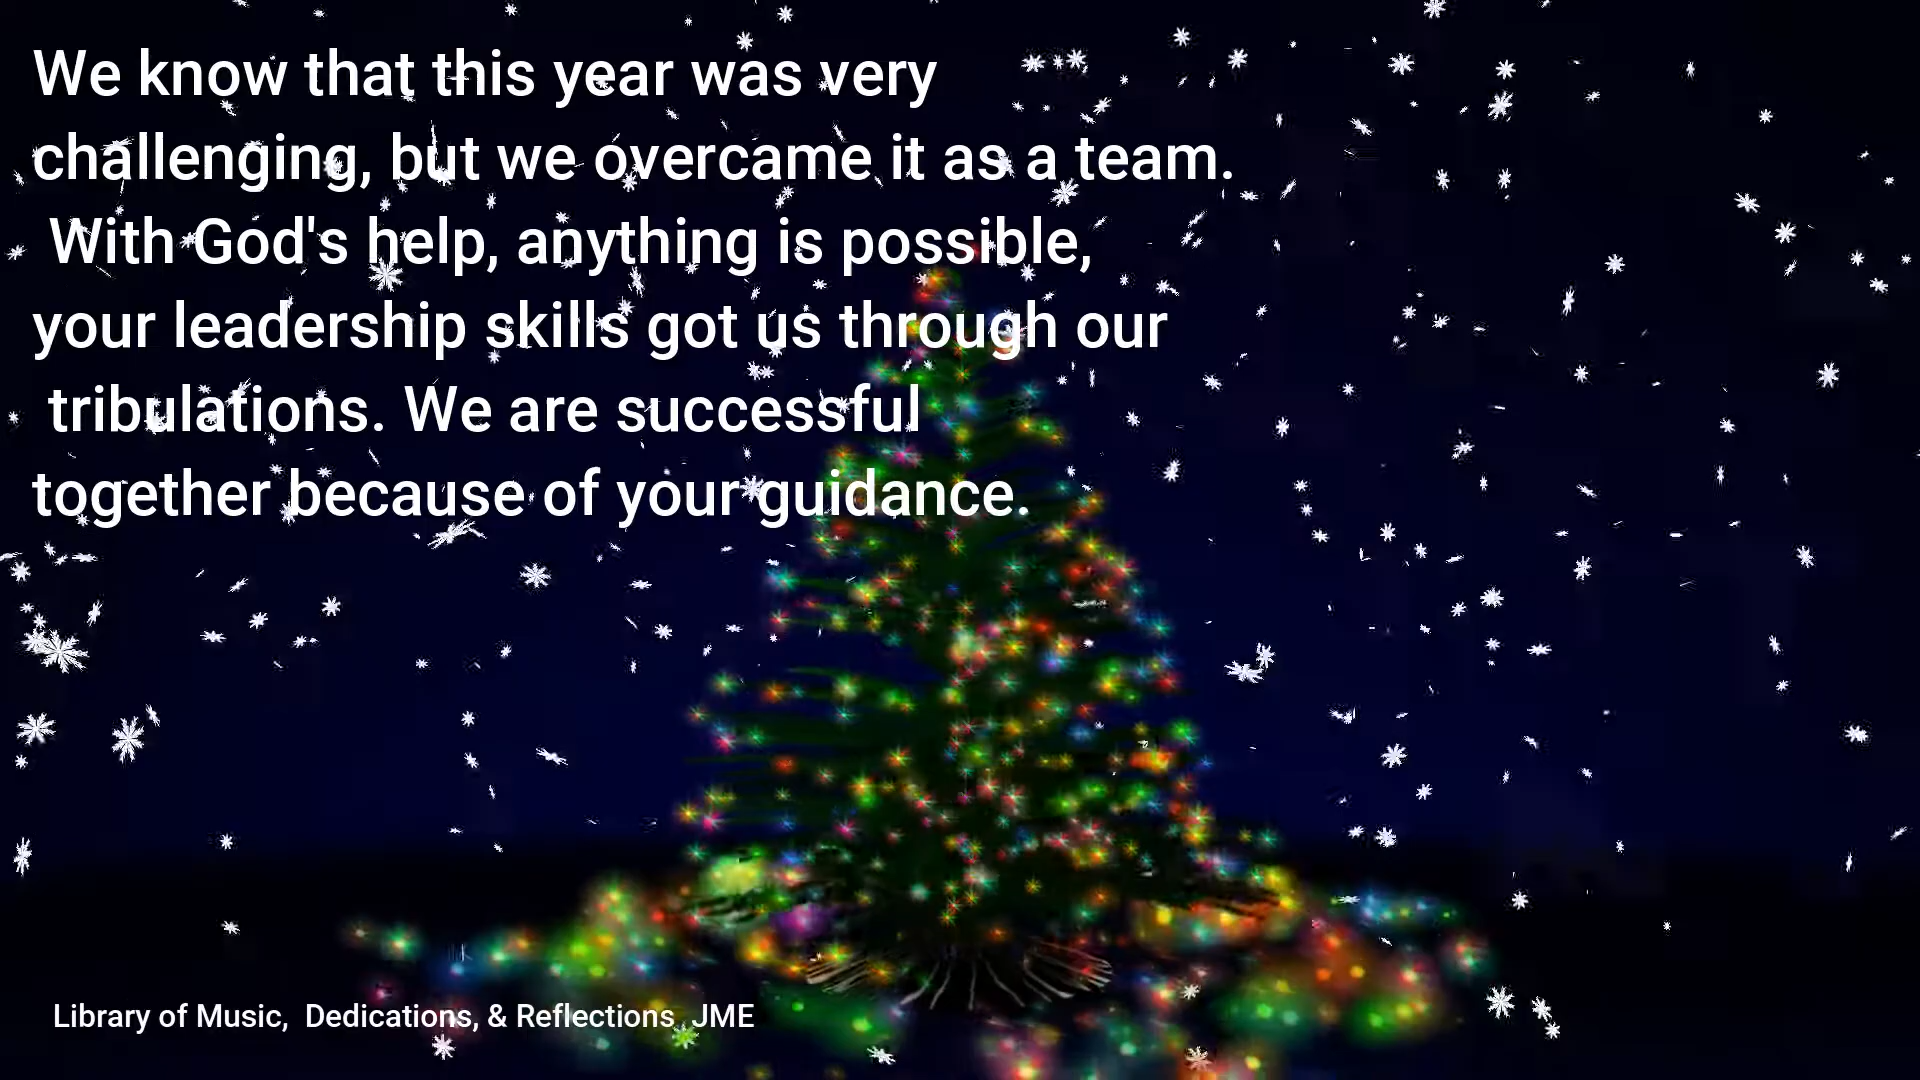 We know that this year was very
challenging, but we overcame it as a team.
With God's help, anything is possible,
your leadership skills got us through our
tribulations. We are successful
together because of your guidance.
Library of Music, Dedications, & Reflections JME